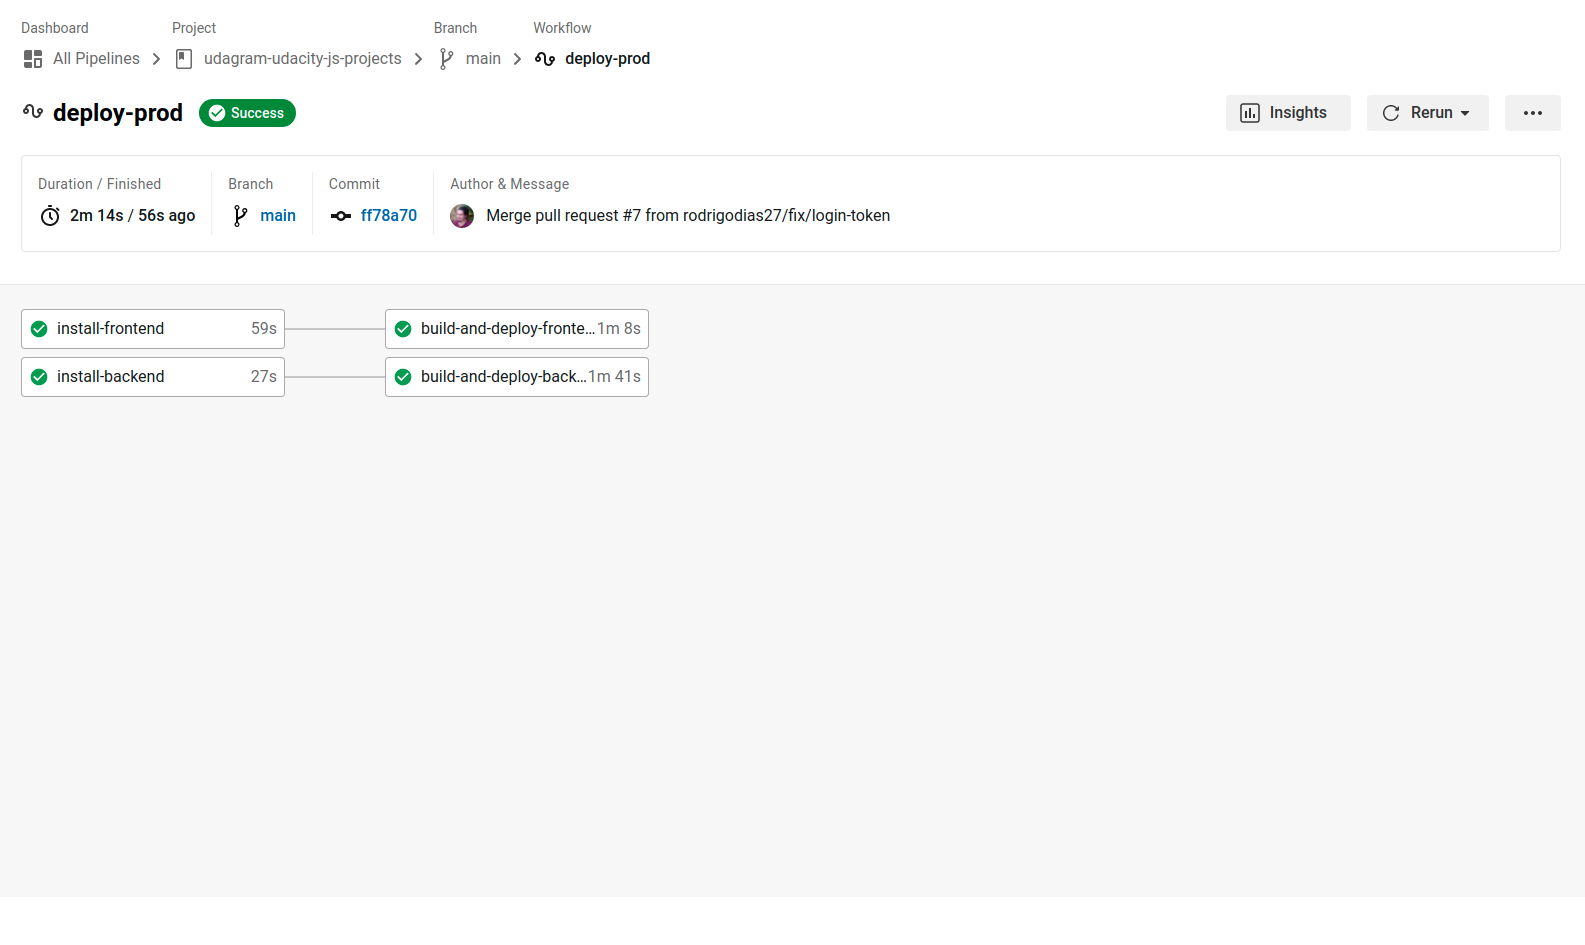 Dashboard Project Branch Workflow
All Pipelines udagram-udacity-js-projects main deploy-prod
deploy-prod Success Insights Rerun
Duration / Finished Branch Commit Author & Message
2m 14s / 56s ago main ff78a70 Merge pull request #7 from rodrigodias27/fix/login-token
install-frontend 59s build-and-deploy-fronte... 1m 8s
install-backend 27s build-and-deploy-back... 1m 41s